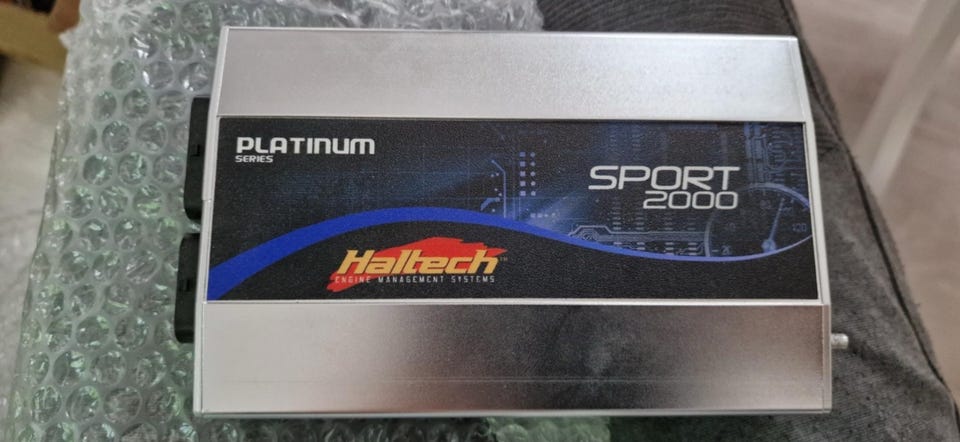 PLATINUM
SERIES
SPORT
2000
Haltech
ENGINE MANAGEMENT SYSTEMS